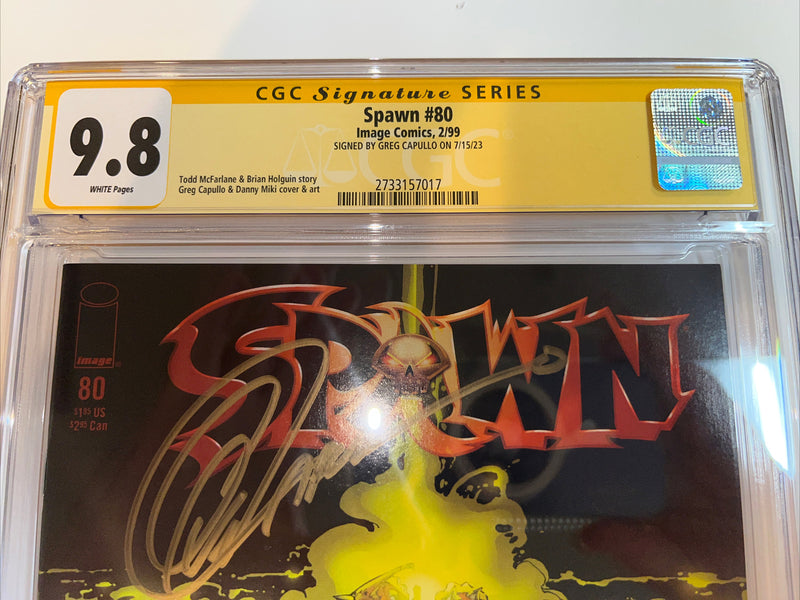 CGC Signature SERIES
Spawn #80
Image Comics, 2/99
SIGNED BY GREG CAPULLO ON 7/15/23
9.8
WHITE Pages
Todd McFarlane & Brian Holguin story
Greg Capullo & Danny Miki cover & art
2733157017
CGC
CGC
image
80
$1.95 US
$2.95 Can
SPAWN